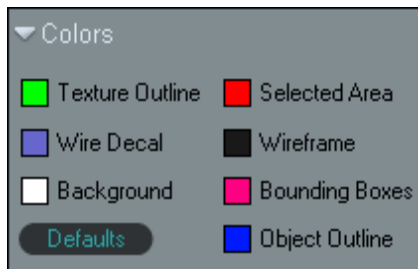 Colors
Texture Outline Selected Area
Wire Decal Wireframe
Background Bounding Boxes
Defaults Object Outline